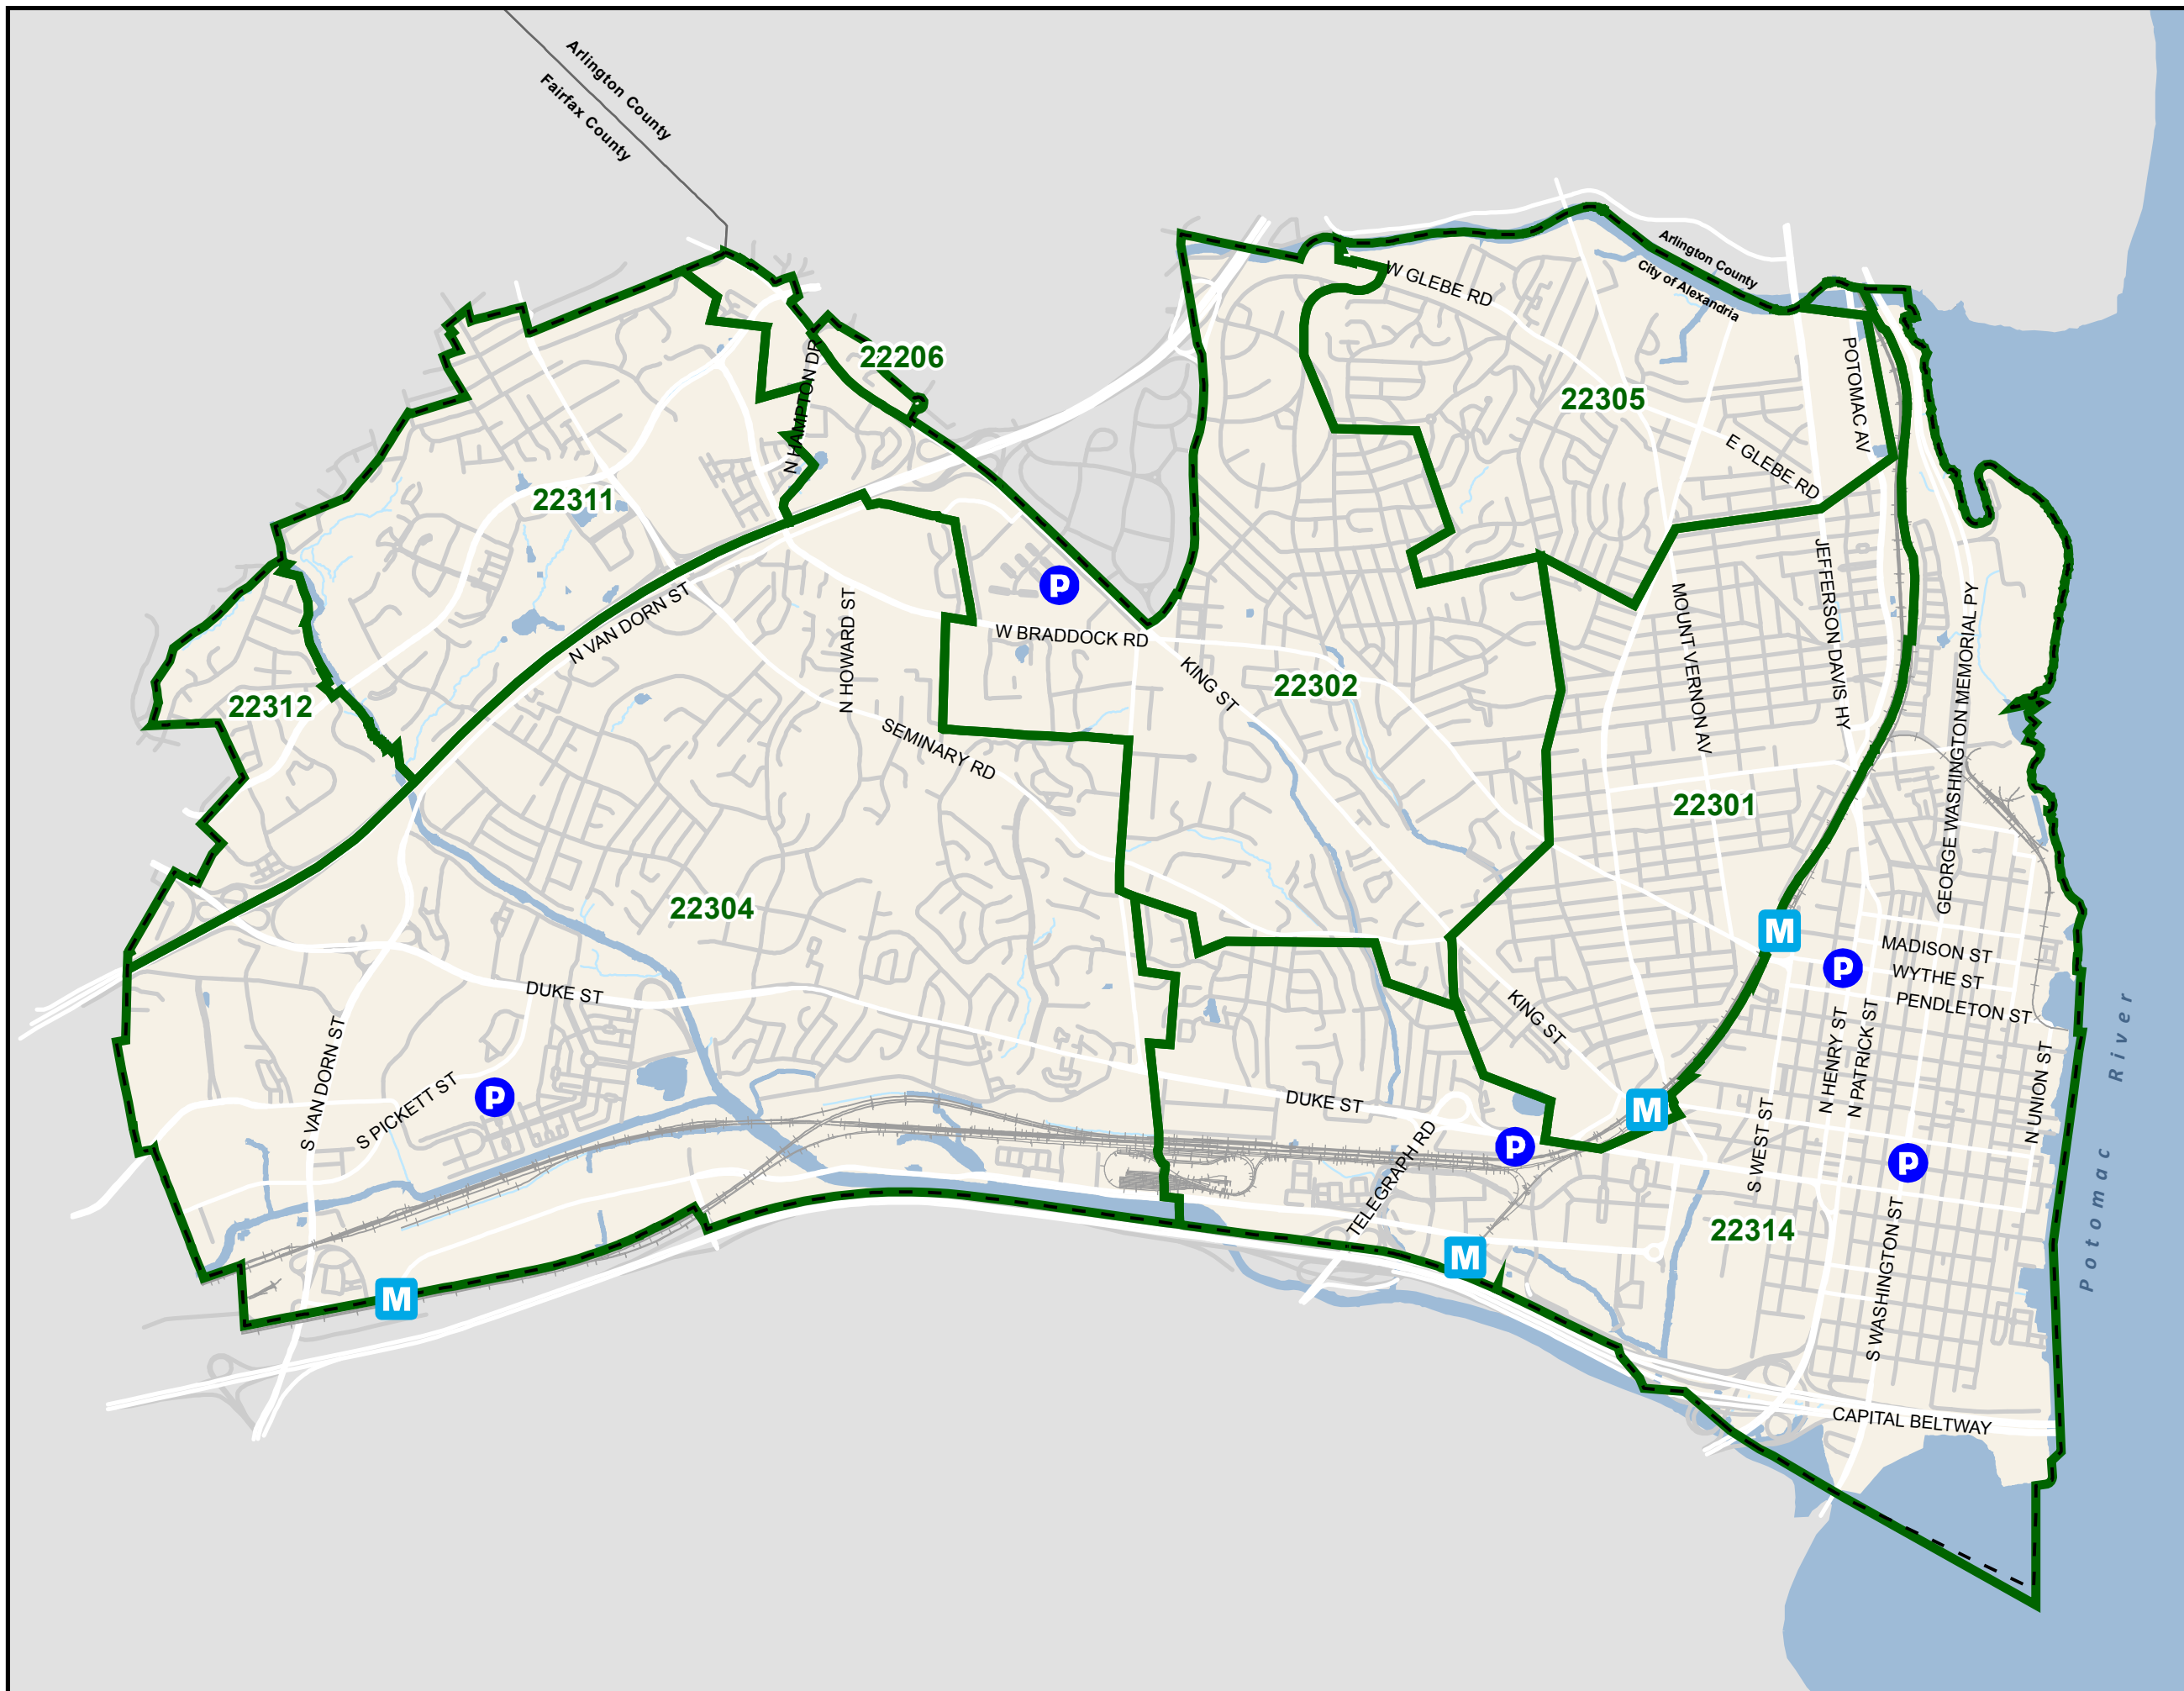 Arlington County
Fairfax County
Arlington County
City of Alexandria
W GLEBE RD
22206
N HAMPTON DR
POTOMAC AV
22305
E GLEBE RD
22311
P
N VAN DORN ST
N HOWARD ST
W BRADDOCK RD
KING ST
22302
MOUNT VERNON AV
JEFFERSON DAVIS HY
GEORGE WASHINGTON MEMORIAL PY
22312
SEMINARY RD
22301
22304
M
P
MADISON ST
WYTHE ST
PENDLETON ST
DUKE ST
KING ST
S VAN DORN ST
S PICKETT ST
P
DUKE ST
M
N HENRY ST
N PATRICK ST
N UNION ST
Potomac River
TELEGRAPH RD
P
S WEST ST
P
22314
M
S WASHINGTON ST
M
CAPITAL BELTWAY